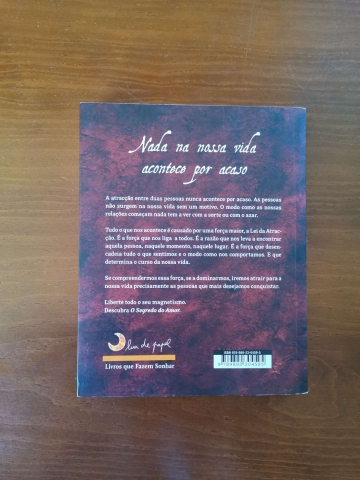 Nada na nossa vida
acontece por acaso
A atracção entre duas pessoas nunca acontece por acaso. As pessoas
não surgem na nossa vida sem um motivo. O modo como as nossas
relações começam nada tem a ver com a sorte ou com o azar.
Tudo o que nos acontece é causado por uma força maior, a Lei da Atrac-
ção. É a força que nos liga a todos. É a razão que nos leva a encontrar
aquela pessoa, naquele momento, naquele lugar. É a força que desen-
cadeia tudo o que sentimos e o modo como nos comportamos. E que
determina o curso da nossa vida.
Se compreendermos essa força, se a dominarmos, iremos atrair para a
nossa vida precisamente as pessoas que mais desejamos conquistar.
Liberte todo o seu magnetismo.
Descubra O Segredo do Amor.
lua de papel
Livros que Fazem Sonhar